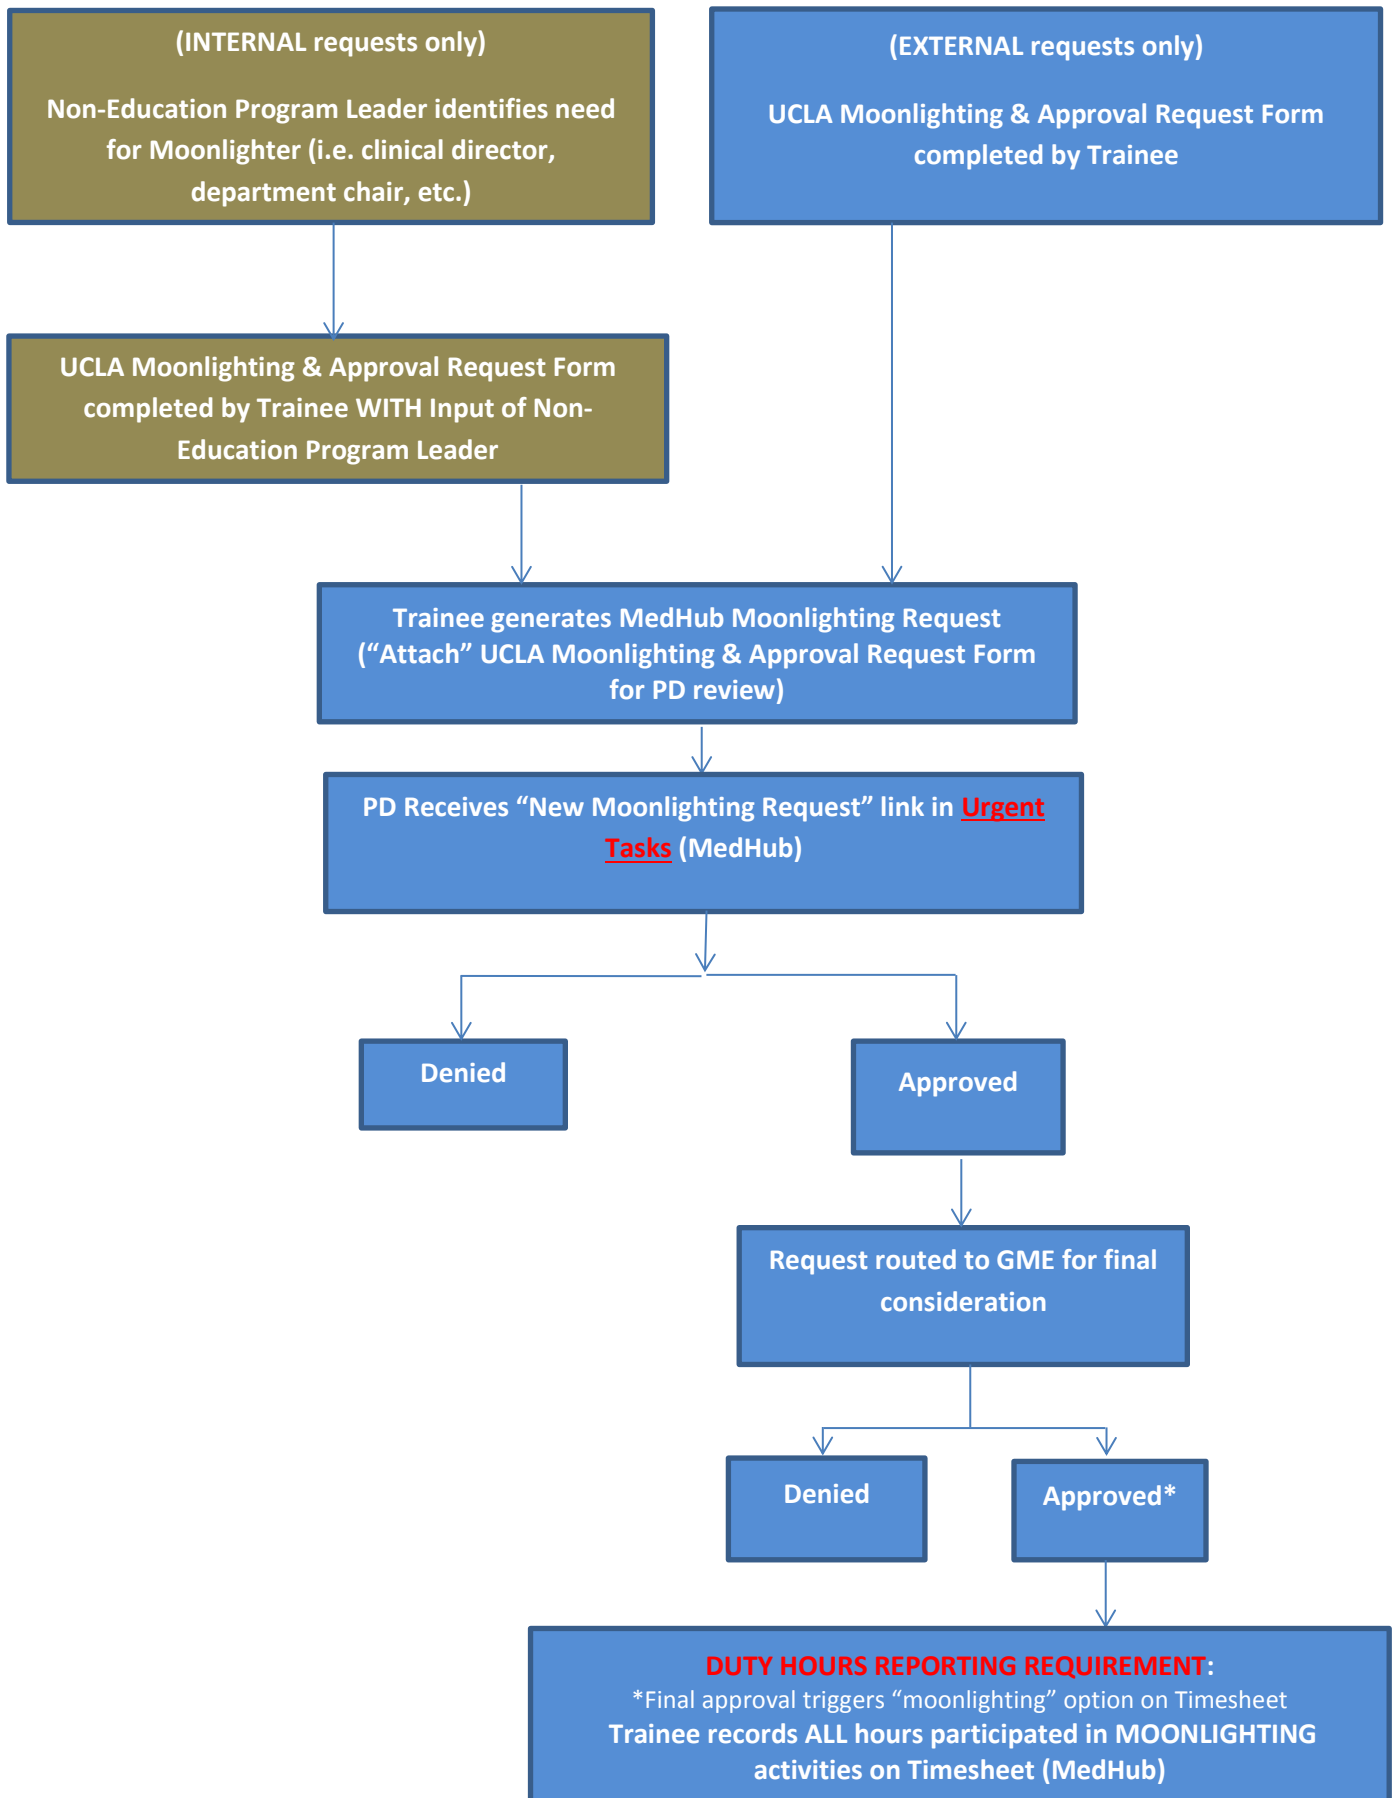 (INTERNAL requests only)
Non-Education Program Leader identifies need
for Moonlighter (i.e. clinical director,
department chair, etc.)
(EXTERNAL requests only)
UCLA Moonlighting & Approval Request Form
completed by Trainee
UCLA Moonlighting & Approval Request Form
completed by Trainee WITH Input of Non-
Education Program Leader
Trainee generates MedHub Moonlighting Request
(“Attach” UCLA Moonlighting & Approval Request Form
for PD review)
PD Receives “New Moonlighting Request” link in Urgent
Tasks (MedHub)
Denied
Approved
Request routed to GME for final
consideration
Denied
Approved*
DUTY HOURS REPORTING REQUIREMENT:
*Final approval triggers “moonlighting” option on Timesheet
Trainee records ALL hours participated in MOONLIGHTING
activities on Timesheet (MedHub)